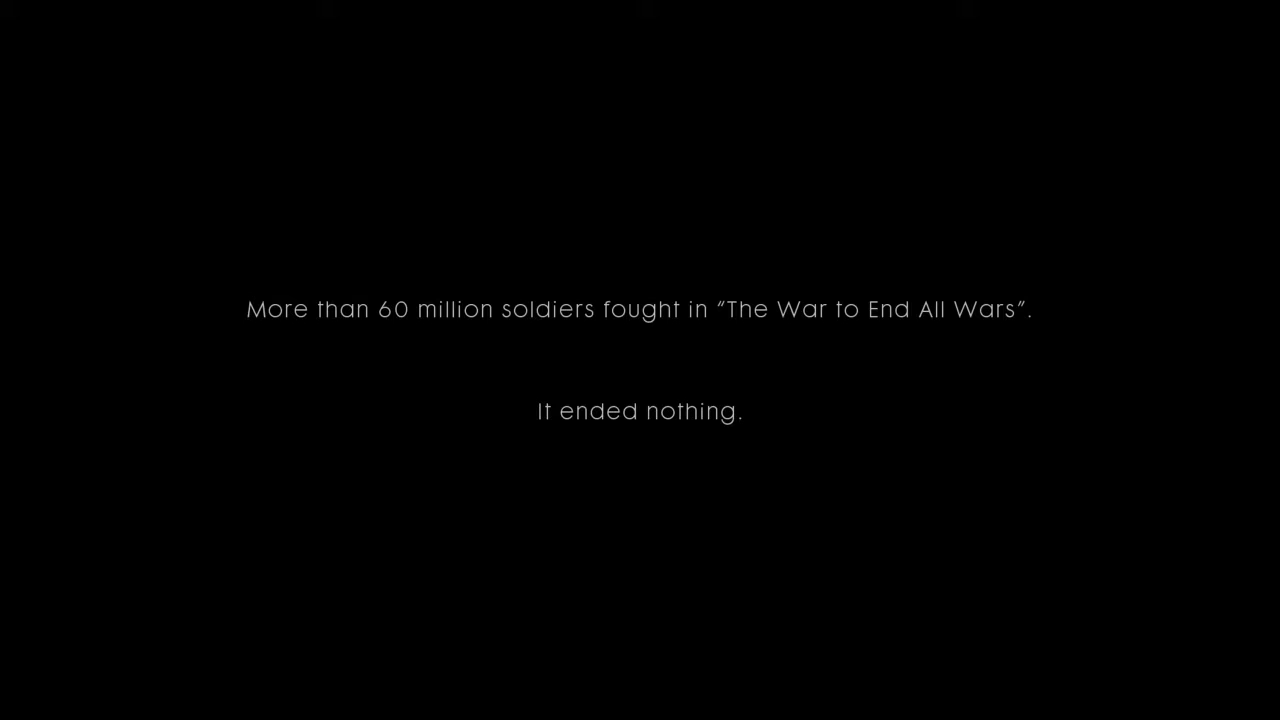 More than 60 million soldiers fought in “The War to End All Wars”.
It ended nothing.